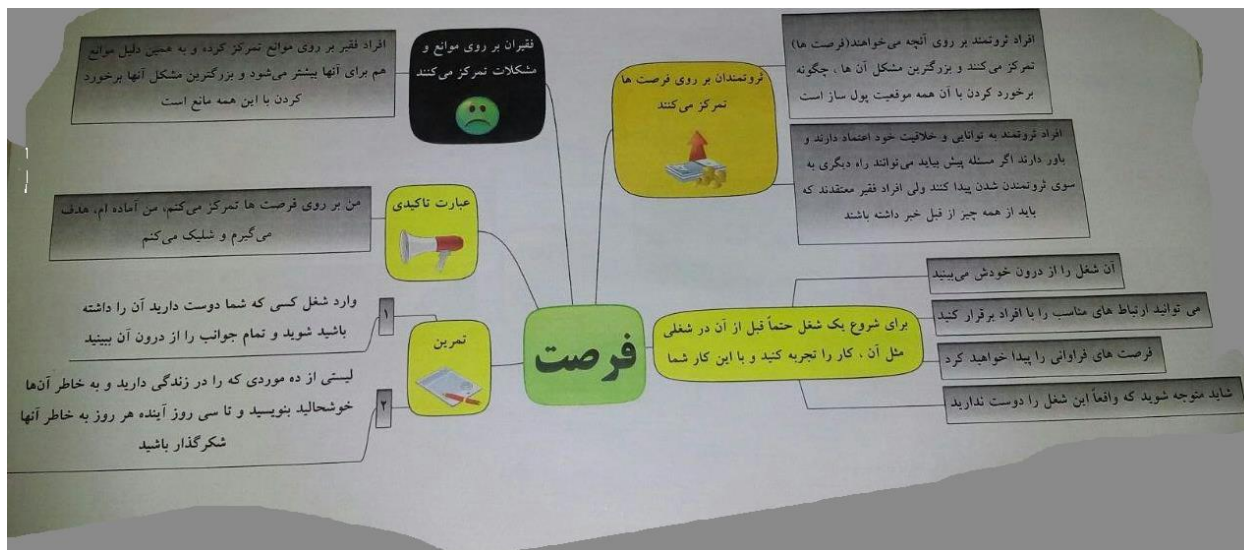 فرصت
ثروتمندان بر روی فرصت ها
تمرکز می‌کنند
افراد ثروتمند بر روی آنچه می‌خواهند(فرصت ها)
تمرکز می‌کنند و بزرگترین مشکل آن ها ، چگونه
برخورد کردن با آن همه موقعیت پول ساز است
افراد ثروتمند به توانایی و خلاقیت خود اعتماد دارند و
باور دارند اگر مسئله پیش بیاید می‌توانند راه دیگری به
سوی ثروتمندن شدن پیدا کنند ولی افراد فقیر معتقدند که
باید از همه چیز از قبل خبر داشته باشند
برای شروع یک شغل حتماً قبل از آن در شغلی
مثل آن ، کار را تجربه کنید و با این کار شما
آن شغل را از درون خودش می‌بینید
می توانید ارتباط های مناسب را با افراد برقرار کنید
فرصت های فراوانی را پیدا خواهید کرد
شاید متوجه شوید که واقعاً این شغل را دوست ندارید
فقیران بر روی موانع و
مشکلات تمرکز می‌کنند
افراد فقیر بر روی موانع تمرکز کرده و به همین دلیل موانع
هم برای آنها بیشتر می‌شود و بزرگترین مشکل آنها برخورد
کردن با این همه مانع است
عبارت تاکیدی
من بر روی فرصت ها تمرکز می‌کنم، من آماده ام، هدف
می‌گیرم و شلیک می‌کنم
تمرین
۱
وارد شغل کسی که شما دوست دارید آن را داشته
باشید شوید و تمام جوانب را از درون آن ببینید
۲
لیستی از ده موردی که را در زندگی دارید و به خاطر آن‌ها
خوشحالید بنویسید و تا سی روز آینده هر روز به خاطر آنها
شکرگذار باشید